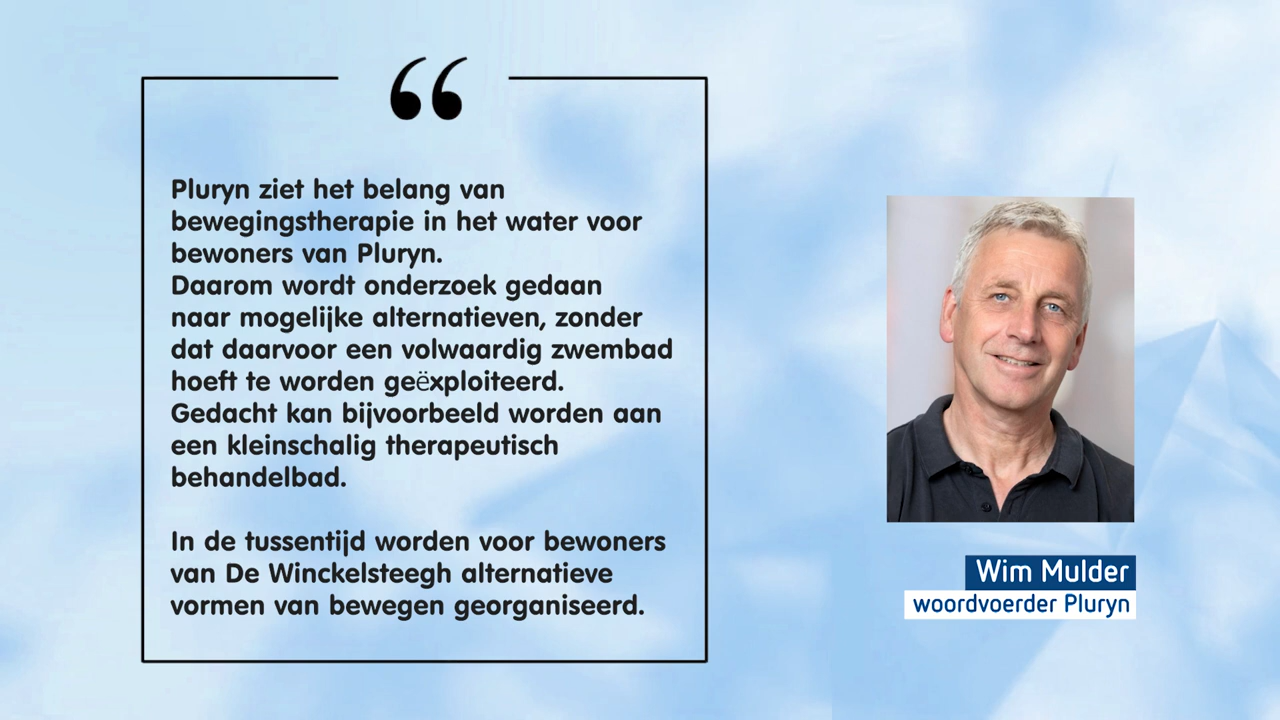 “
Pluryn ziet het belang van
bewegingstherapie in het water voor
bewoners van Pluryn.
Daarom wordt onderzoek gedaan
naar mogelijke alternatieven, zonder
dat daarvoor een volwaardig zwembad
hoeft te worden geëxploiteerd.
Gedacht kan bijvoorbeeld worden aan
een kleinschalig therapeutisch
behandelbad.
In de tussentijd worden voor bewoners
van De Winckelsteegh alternatieve
vormen van bewegen georganiseerd.
Wim Mulder
woordvoerder Pluryn